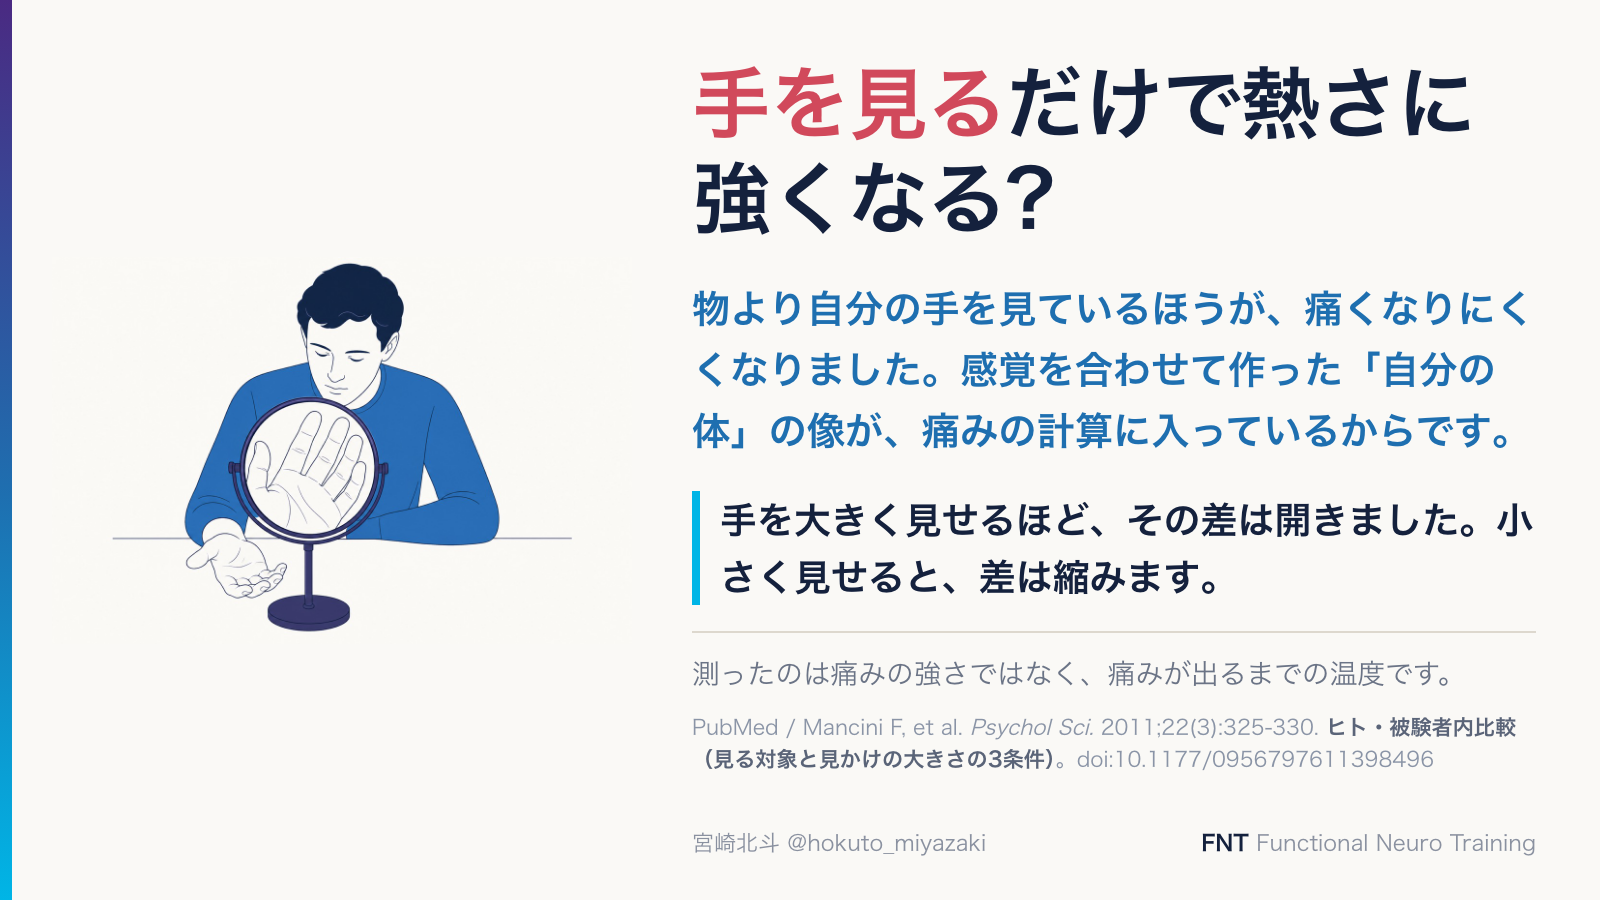 手を見るだけで熱さに
強くなる?
物より自分の手を見ているほうが、痛くなりにく
くなりました。感覚を合わせて作った「自分の
体」の像が、痛みの計算に入っているからです。
手を大きく見せるほど、その差は開きました。小
さく見せると、差は縮みます。
測ったのは痛みの強さではなく、痛みが出るまでの温度です。
PubMed / Mancini F, et al. Psychol Sci. 2011;22(3):325-330. ヒト・被験者内比較
（見る対象と見かけの大きさの3条件）。doi:10.1177/0956797611398496
宮崎北斗 @hokuto_miyazaki
FNT Functional Neuro Training